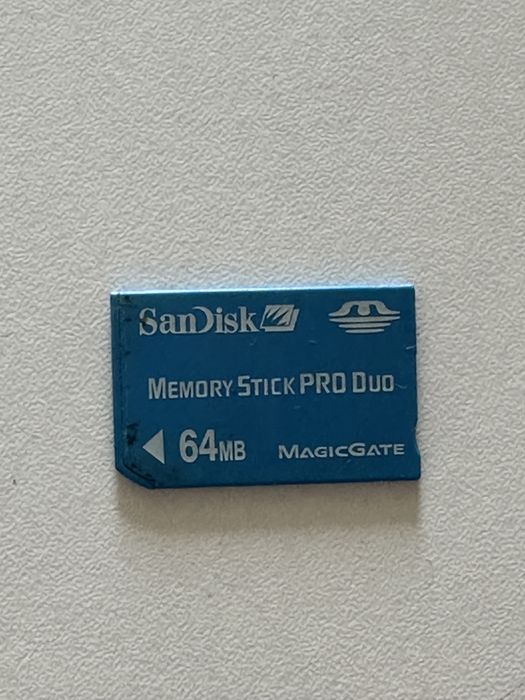 SanDisk
MEMORY STICK PRO DUO
64MB MAGICGATE